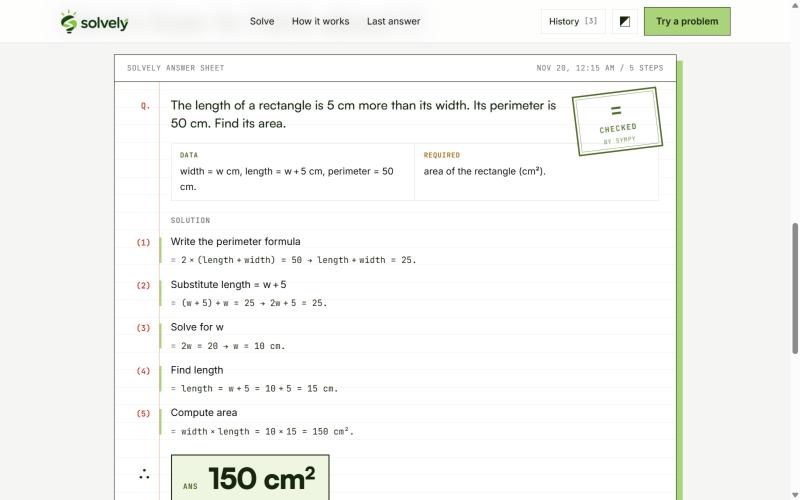 solvely
Solve How it works Last answer
History [3]
Try a problem
SOLVELY ANSWER SHEET
NOV 20, 12:15 AM / 5 STEPS
Q. The length of a rectangle is 5 cm more than its width. Its perimeter is
50 cm. Find its area.
=
CHECKED
BY SYMPY
DATA
width = w cm, length = w + 5 cm, perimeter = 50
cm.
REQUIRED
area of the rectangle (cm²).
SOLUTION
(1) Write the perimeter formula
= 2 × (length + width) = 50 → length + width = 25.
(2) Substitute length = w + 5
= (w + 5) + w = 25 → 2w + 5 = 25.
(3) Solve for w
= 2w = 20 → w = 10 cm.
(4) Find length
= length = w + 5 = 10 + 5 = 15 cm.
(5) Compute area
= width × length = 10 × 15 = 150 cm².
∴ ANS 150 cm²